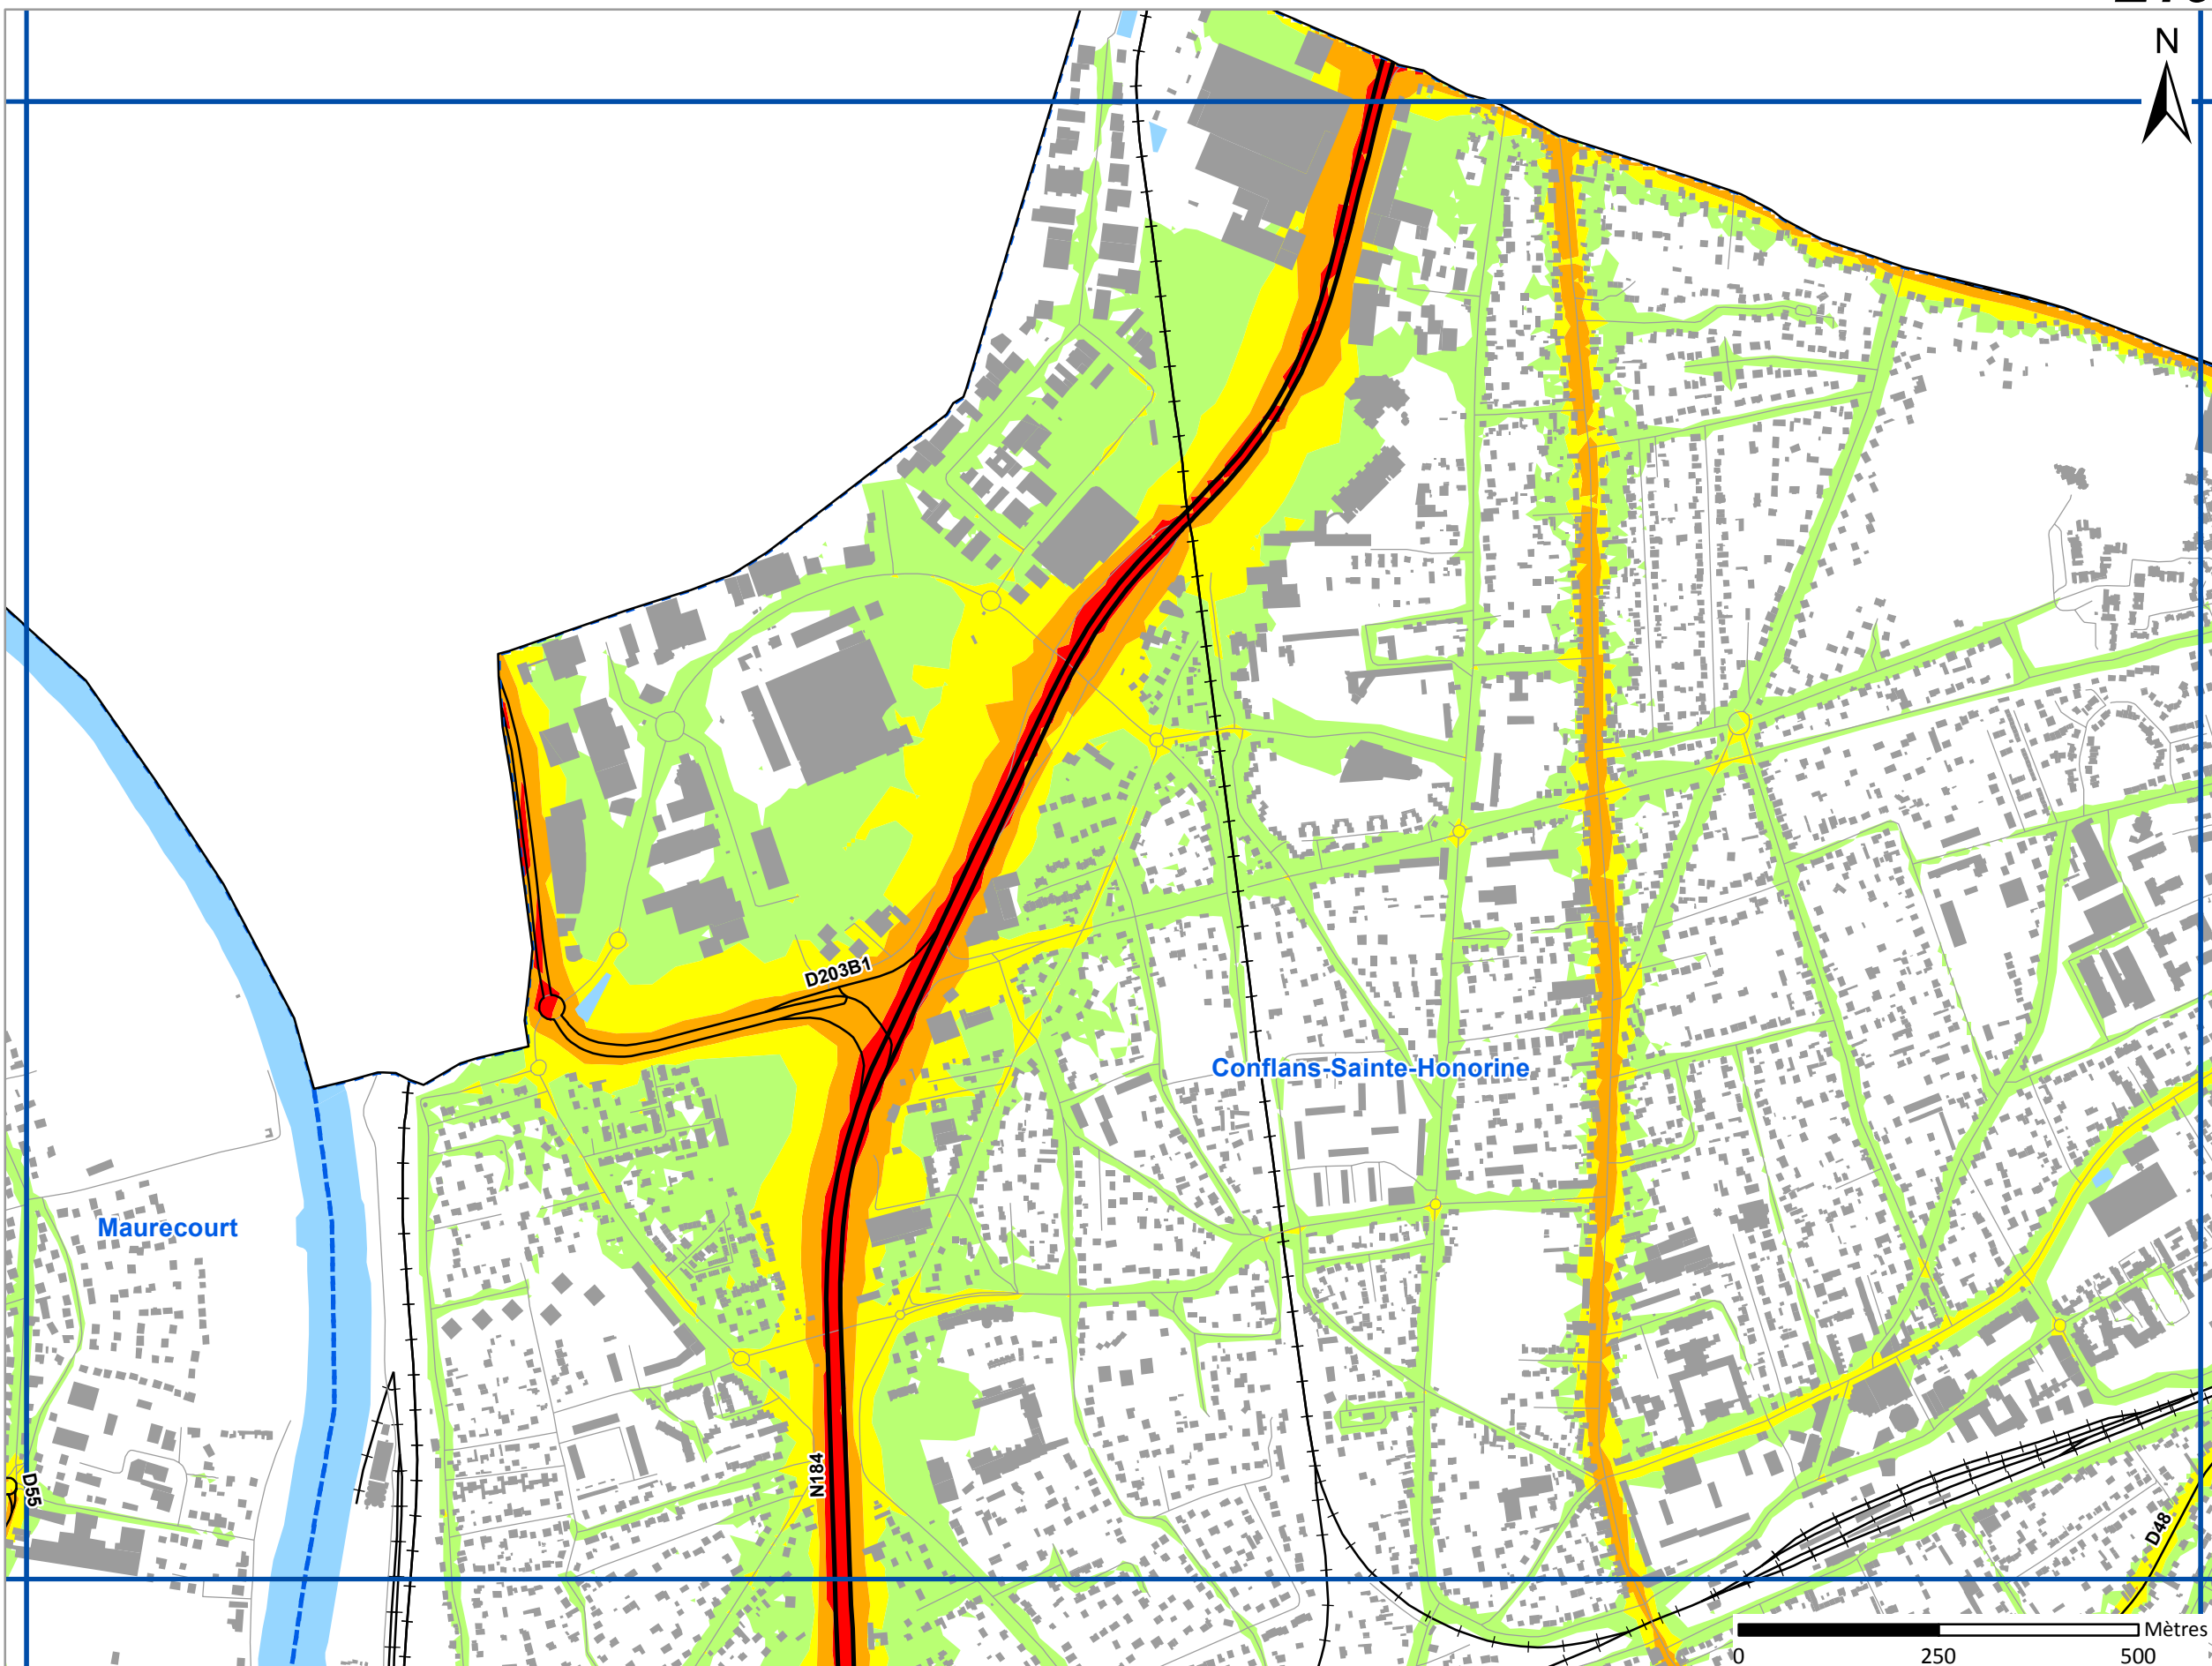 N
D203B1
Conflans-Sainte-Honorine
Maurecourt
N184
D55
D48
Mètres
0 250 500